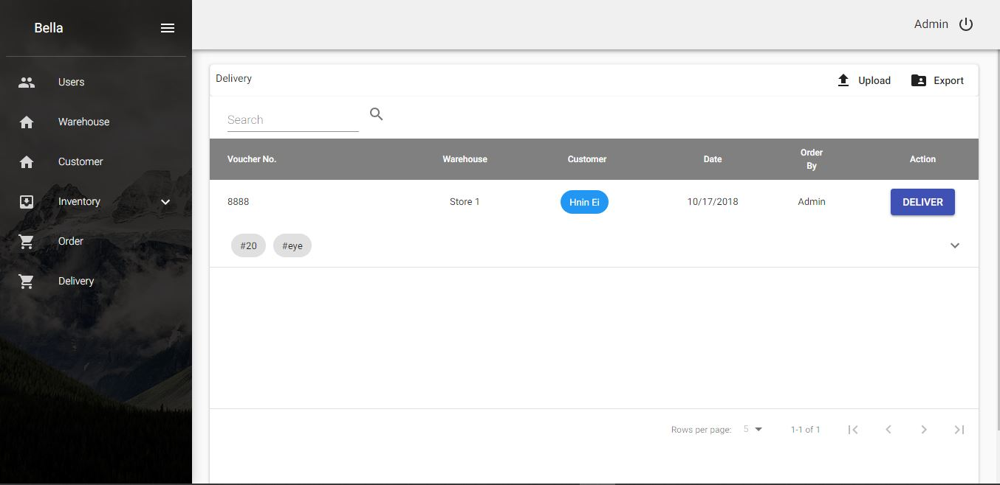 Bella
Admin
Users
Warehouse
Customer
Inventory
Order
Delivery
Delivery
Upload
Export
Search
Voucher No.
Warehouse
Customer
Date
Order
By
Action
8888
Store 1
Hnin Ei
10/17/2018
Admin
DELIVER
#20
#eye
Rows per page:
5
1-1 of 1